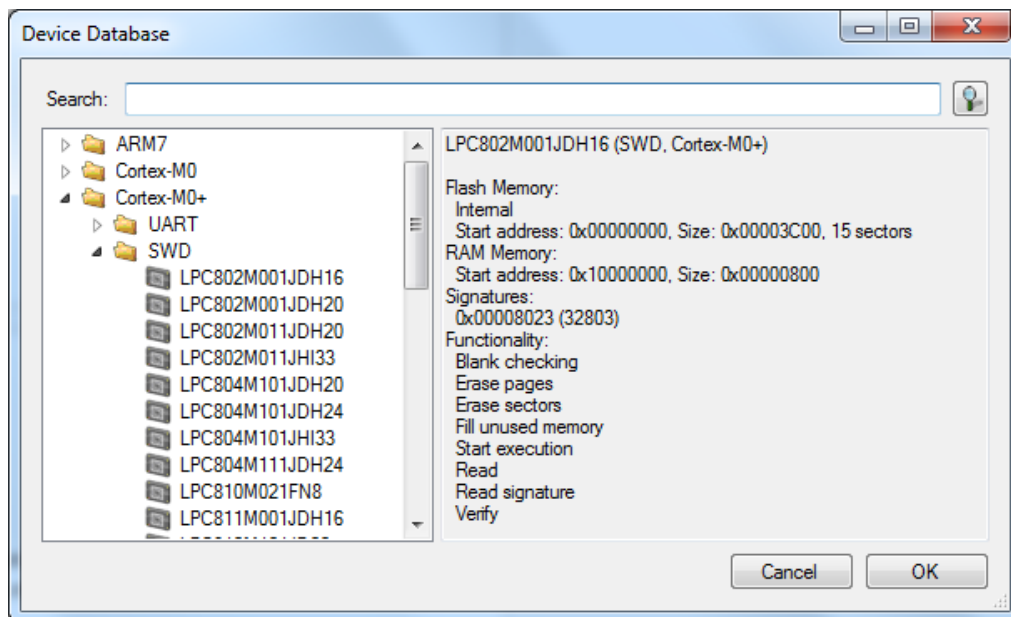 Device Database
Search:
ARM7
Cortex-M0
Cortex-M0+
UART
SWD
LPC802M001JDH16
LPC802M001JDH20
LPC802M011JDH20
LPC802M011JHI33
LPC804M101JDH20
LPC804M101JDH24
LPC804M101JHI33
LPC804M111JDH24
LPC810M021FN8
LPC811M001JDH16
LPC802M001JDH16 (SWD, Cortex-M0+)
Flash Memory:
Internal
Start address: 0x00000000, Size: 0x00003C00, 15 sectors
RAM Memory:
Start address: 0x10000000, Size: 0x00000800
Signatures:
0x00008023 (32803)
Functionality:
Blank checking
Erase pages
Erase sectors
Fill unused memory
Start execution
Read
Read signature
Verify
Cancel
OK